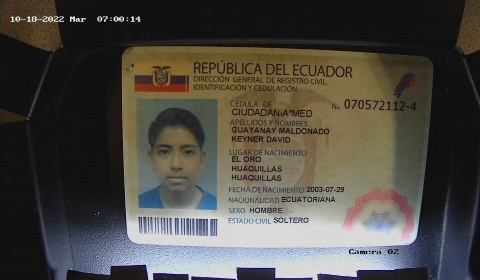 10-18-2022 Mar 07:00:14
REPÚBLICA DEL ECUADOR
DIRECCIÓN GENERAL DE REGISTRO CIVIL,
IDENTIFICACIÓN Y CEDULACIÓN
CÉDULA DE No. 070572112-4
CIUDADANIA*MED
APELLIDOS Y NOMBRES
GUAYANAY MALDONADO
KEYNER DAVID
LUGAR DE NACIMIENTO
EL ORO
HUAQUILLAS
HUAQUILLAS
FECHA DE NACIMIENTO 2003-07-29
NACIONALIDAD ECUATORIANA
SEXO HOMBRE
ESTADO CIVIL SOLTERO
Camera 02